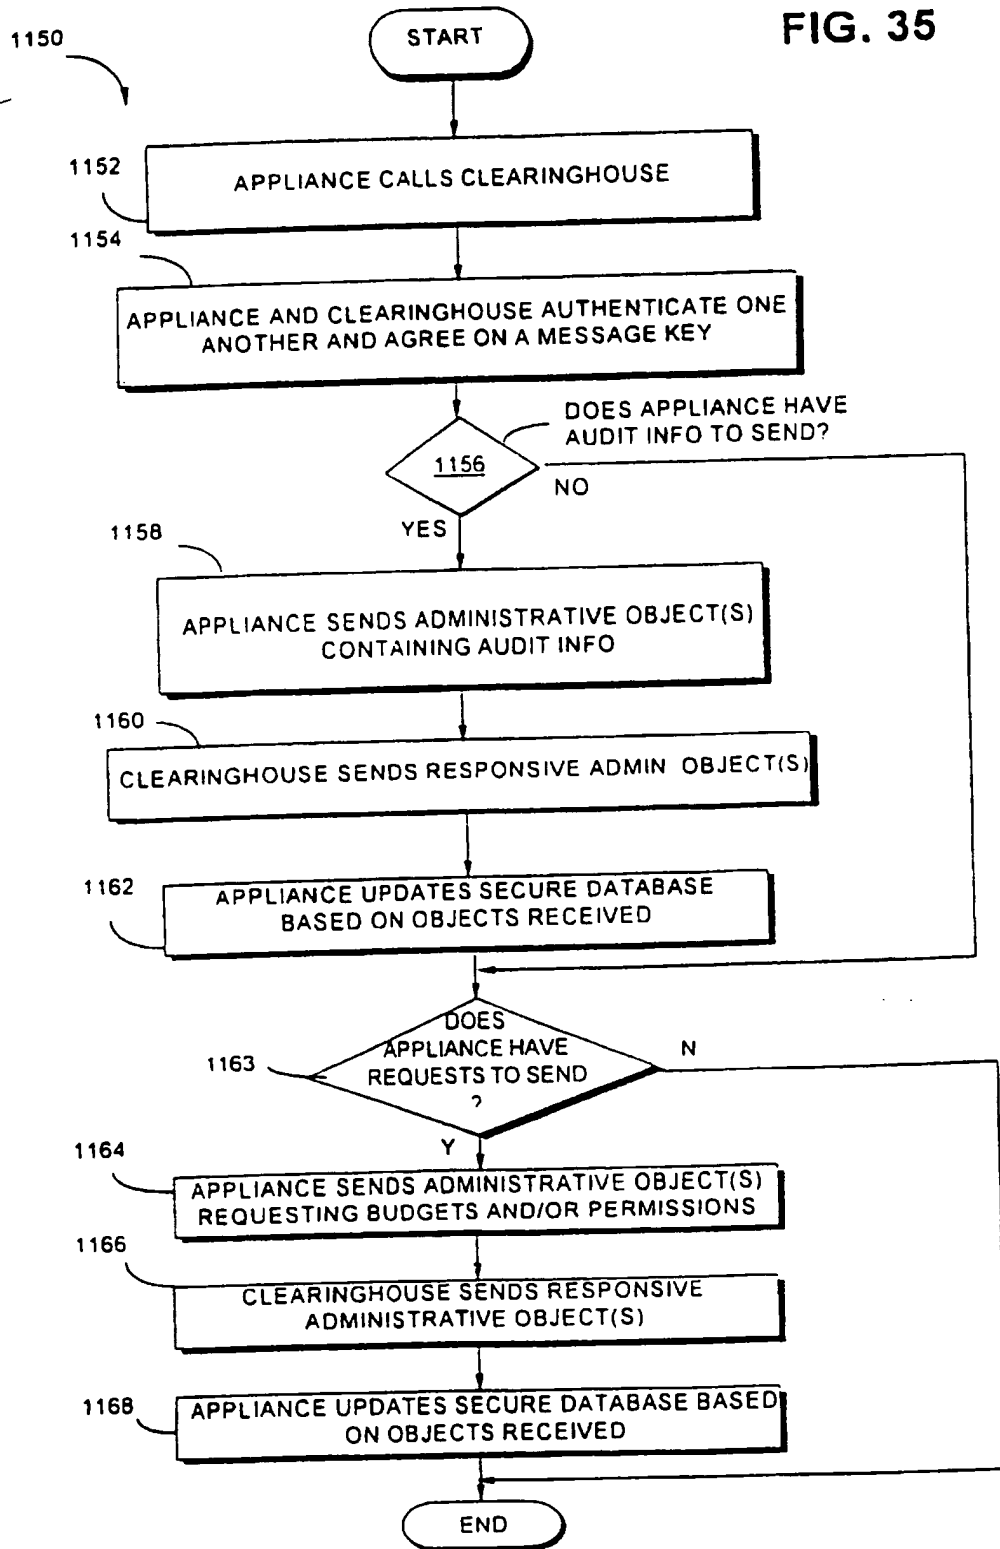 FIG. 35
1150
START
1152
APPLIANCE CALLS CLEARINGHOUSE
1154
APPLIANCE AND CLEARINGHOUSE AUTHENTICATE ONE
ANOTHER AND AGREE ON A MESSAGE KEY
DOES APPLIANCE HAVE
AUDIT INFO TO SEND?
1156
NO
YES
1158
APPLIANCE SENDS ADMINISTRATIVE OBJECT(S)
CONTAINING AUDIT INFO
1160
CLEARINGHOUSE SENDS RESPONSIVE ADMIN OBJECT(S)
1162
APPLIANCE UPDATES SECURE DATABASE
BASED ON OBJECTS RECEIVED
1163
DOES
APPLIANCE HAVE
REQUESTS TO SEND
?
N
Y
1164
APPLIANCE SENDS ADMINISTRATIVE OBJECT(S)
REQUESTING BUDGETS AND/OR PERMISSIONS
1166
CLEARINGHOUSE SENDS RESPONSIVE
ADMINISTRATIVE OBJECT(S)
1168
APPLIANCE UPDATES SECURE DATABASE BASED
ON OBJECTS RECEIVED
END